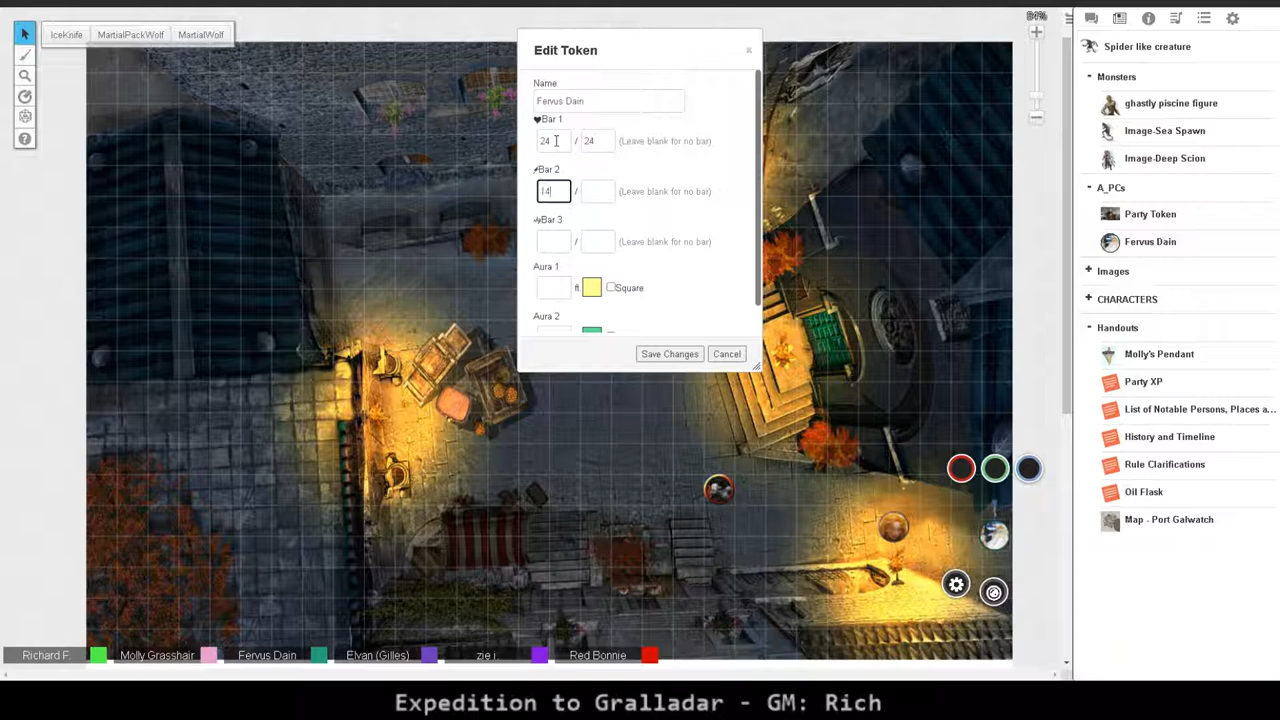 IceKnife MartialPackWolf MartialWolf
Edit Token
×
Name
Fervus Dain
Bar 1
24 / 24 (Leave blank for no bar)
Bar 2
14 / (Leave blank for no bar)
Bar 3
/ (Leave blank for no bar)
Aura 1
ft. Square
Aura 2
Save Changes Cancel
84%
Spider like creature
Monsters
ghastly piscine figure
Image-Sea Spawn
Image-Deep Scion
A_PCs
Party Token
Fervus Dain
Images
CHARACTERS
Handouts
Molly's Pendant
Party XP
List of Notable Persons, Places a...
History and Timeline
Rule Clarifications
Oil Flask
Map - Port Galwatch
Richard F. Molly Grasshair Fervus Dain Elvan (Gilles) zie i. Red Bonnie
Expedition to Gralladar - GM: Rich